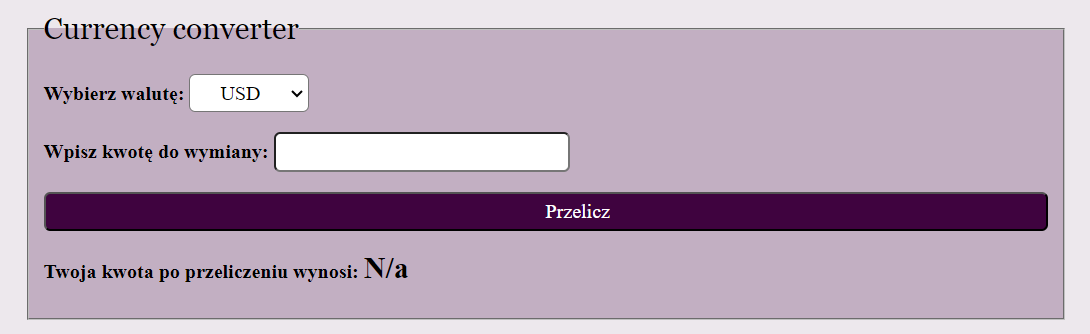 Currency converter
Wybierz walutę: USD
Wpisz kwotę do wymiany:
Przelicz
Twoja kwota po przeliczeniu wynosi: N/a